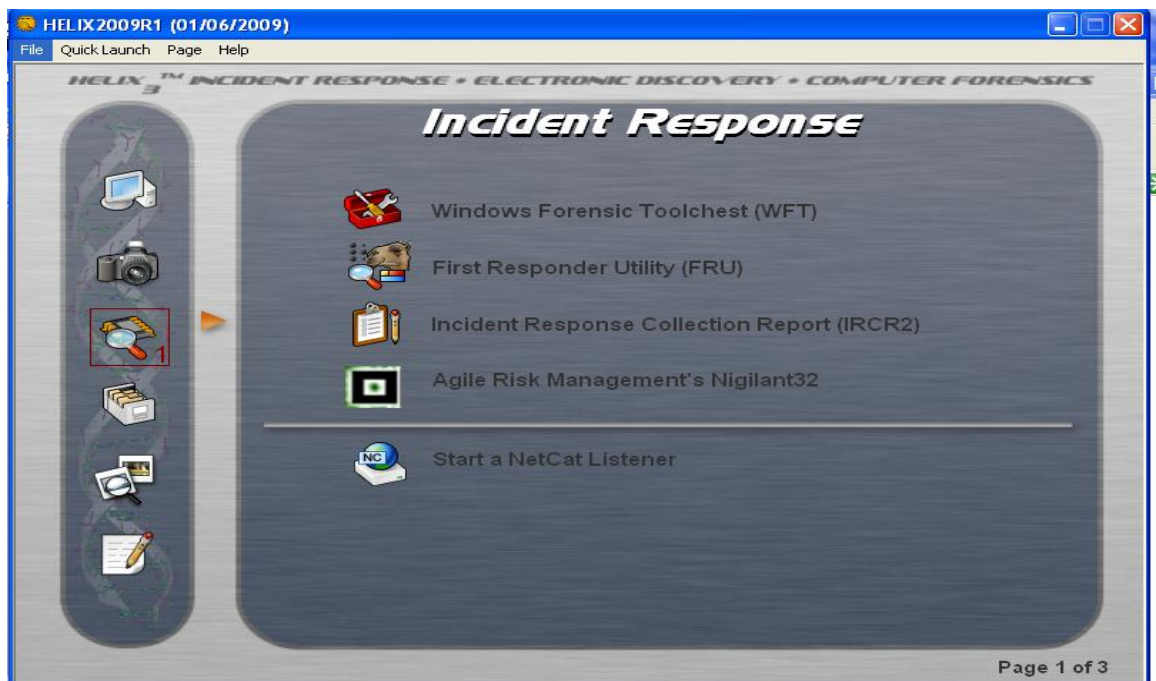 HELIX2009R1 (01/06/2009)
File Quick Launch Page Help
HELIX3™ INCIDENT RESPONSE • ELECTRONIC DISCOVERY • COMPUTER FORENSICS
Incident Response
Windows Forensic Toolchest (WFT)
First Responder Utility (FRU)
1
Incident Response Collection Report (IRCR2)
Agile Risk Management's Nigilant32
NC
Start a NetCat Listener
Page 1 of 3